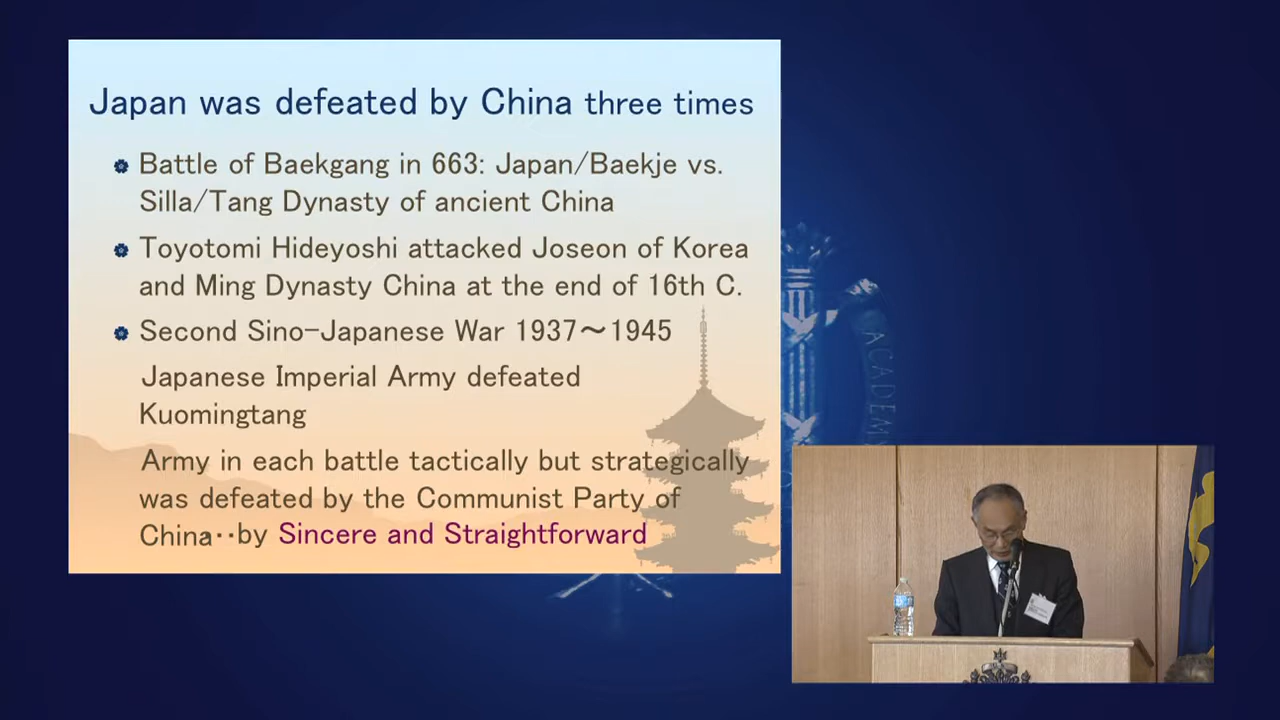 Japan was defeated by China three times
Battle of Baekgang in 663: Japan/Baekje vs.
Silla/Tang Dynasty of ancient China
Toyotomi Hideyoshi attacked Joseon of Korea
and Ming Dynasty China at the end of 16th C.
Second Sino-Japanese War 1937～1945
Japanese Imperial Army defeated
Kuomingtang
Army in each battle tactically but strategically
was defeated by the Communist Party of
China‥by Sincere and Straightforward
ACADEM